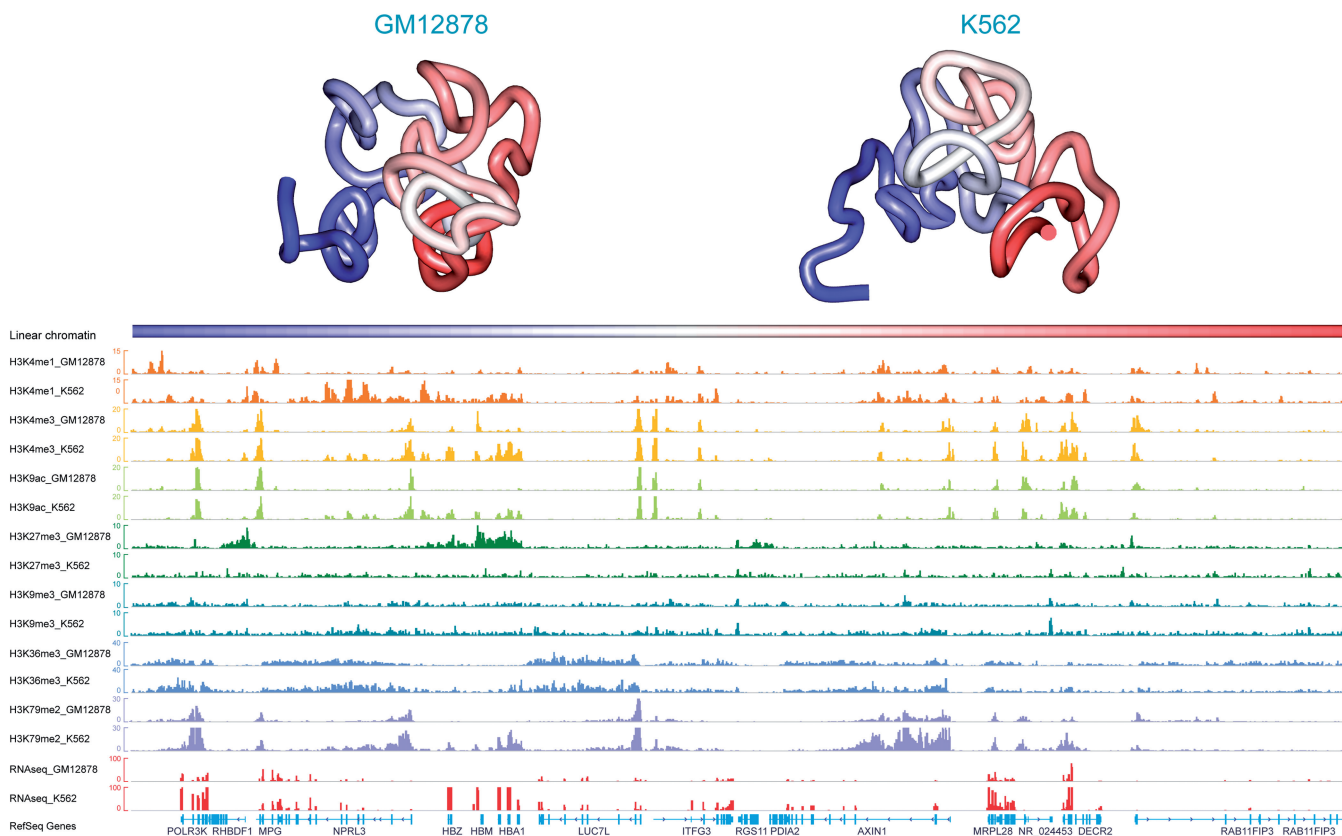 GM12878 K562
Linear chromatin
H3K4me1_GM12878 15
H3K4me1_K562 15 0 0
H3K4me3_GM12878 20 0
H3K4me3_K562 20 0
H3K9ac_GM12878 20 0
H3K9ac_K562 20 0
H3K27me3_GM12878 10 0
H3K27me3_K562 10 0
H3K9me3_GM12878 10 0
H3K9me3_K562 10 0
H3K36me3_GM12878 40 0
H3K36me3_K562 40 0
H3K79me2_GM12878 30 0
H3K79me2_K562 30 0
RNAseq_GM12878 100 0
RNAseq_K562 100 0
RefSeq Genes
POLR3K RHBDF1 MPG NPRL3 HBZ HBM HBA1 LUC7L ITFG3 RGS11 PDIA2 AXIN1 MRPL28 NR 024453 DECR2 RAB11FIP3 RAB11FIP3